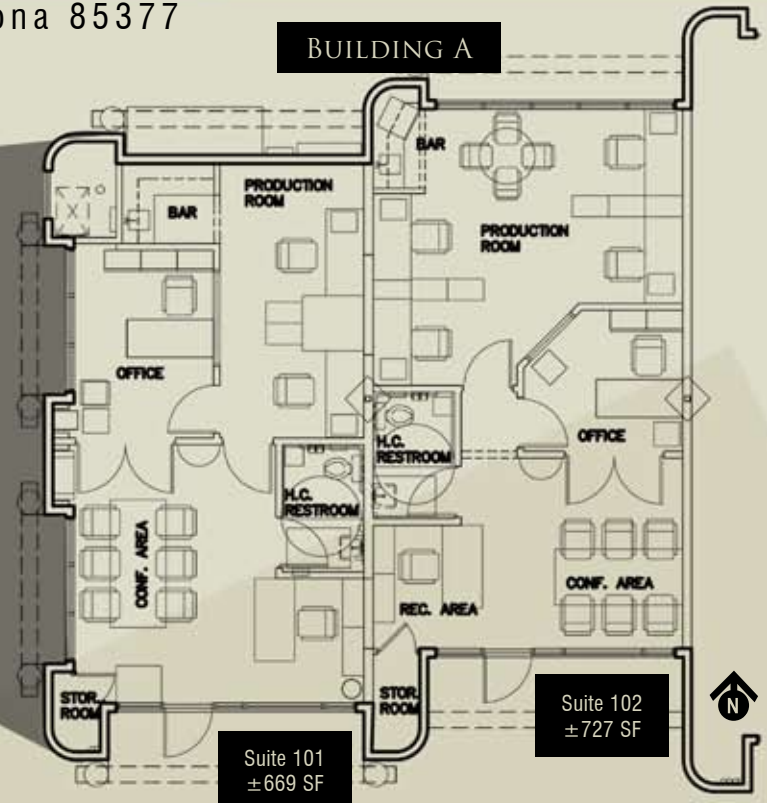 ona 85377
BUILDING A
BAR
PRODUCTION
ROOM
BAR
PRODUCTION
ROOM
OFFICE
OFFICE
H.C.
RESTROOM
H.C.
RESTROOM
CONF. AREA
CONF. AREA
REC. AREA
STOR.
ROOM
STOR.
ROOM
Suite 102
±727 SF
N
Suite 101
±669 SF